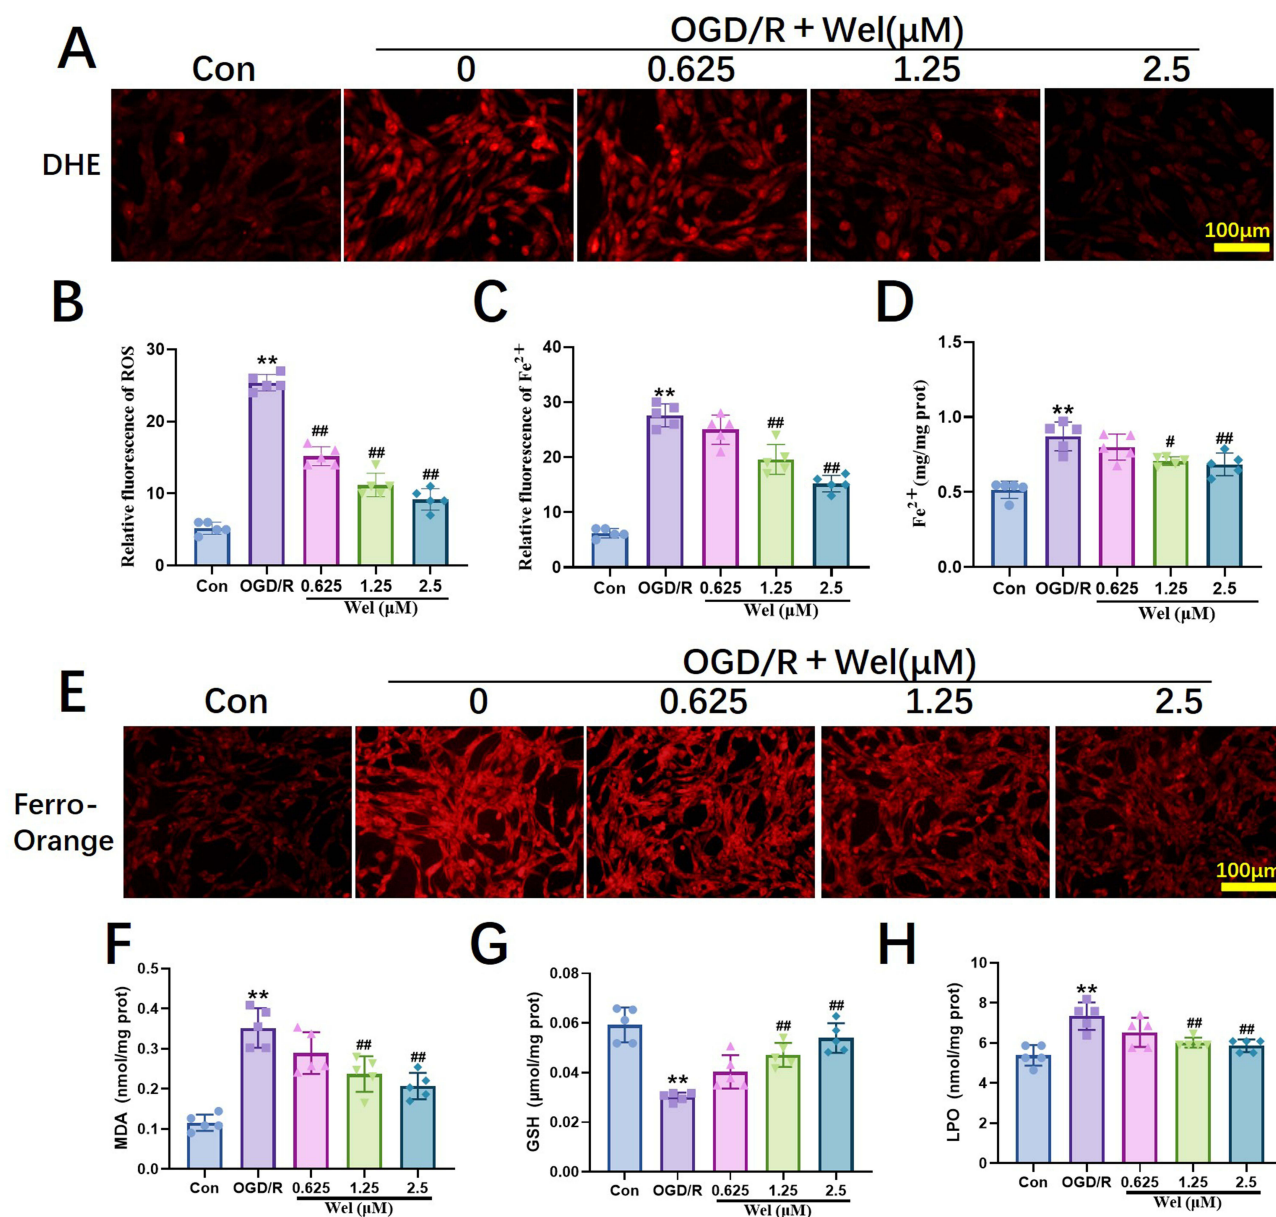 A
OGD/R + Wel(μM)
Con 0 0.625 1.25 2.5
DHE
100μm
B
Relative fluorescence of ROS
30
20
10
0
**
##
##
##
Con OGD/R 0.625 1.25 2.5
Wel (μM)
C
Relative fluorescence of Fe²⁺
40
30
20
10
0
**
##
##
Con OGD/R 0.625 1.25 2.5
Wel (μM)
D
Fe²⁺ (mg/mg prot)
1.5
1.0
0.5
0.0
**
#
##
Con OGD/R 0.625 1.25 2.5
Wel (μM)
E
OGD/R + Wel(μM)
Con 0 0.625 1.25 2.5
Ferro-
Orange
100μm
F
MDA (nmol/mg prot)
0.5
0.4
0.3
0.2
0.1
0.0
**
##
##
Con OGD/R 0.625 1.25 2.5
Wel (μM)
G
GSH (μmol/mg prot)
0.08
0.06
0.04
0.02
0.00
**
##
##
Con OGD/R 0.625 1.25 2.5
Wel (μM)
H
LPO (nmol/mg prot)
10
8
6
4
2
0
**
##
##
Con OGD/R 0.625 1.25 2.5
Wel (μM)